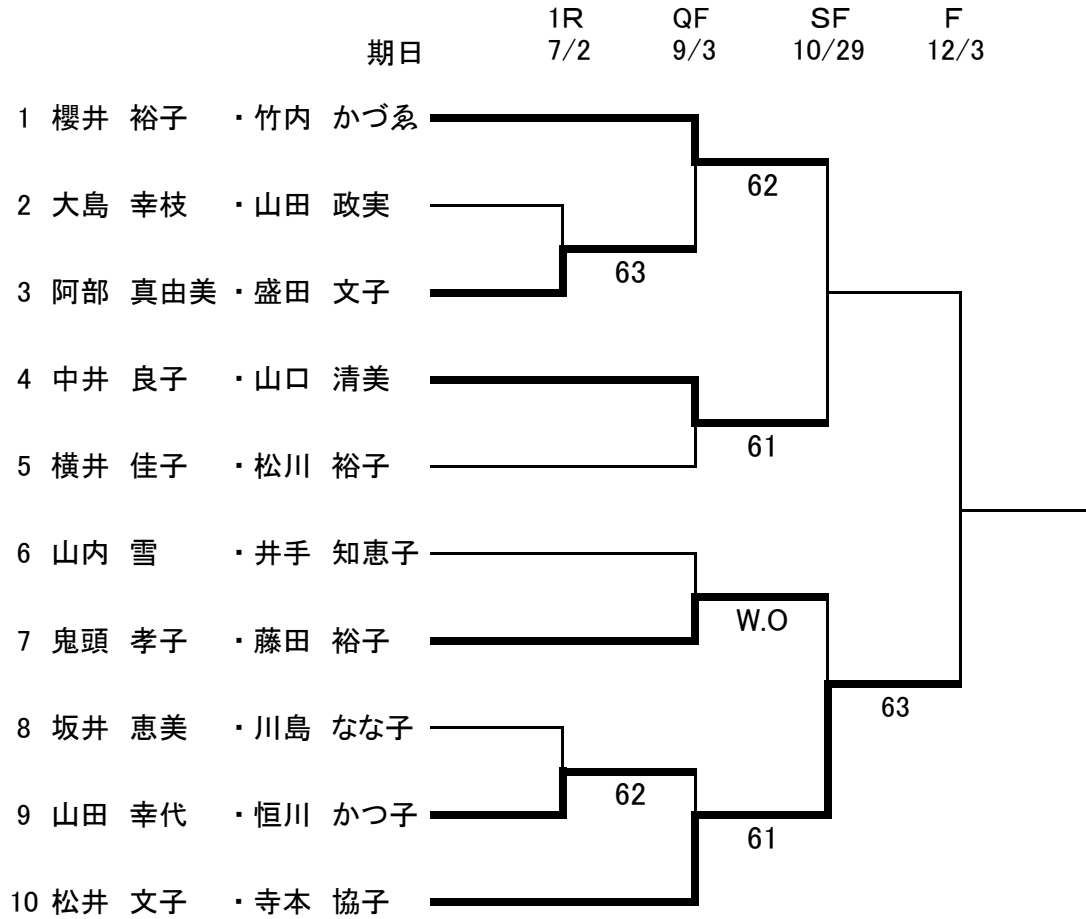 1R QF SF F
期日 7/2 9/3 10/29 12/3
1 櫻井 裕子 ・竹内 かづゑ
62
2 大島 幸枝 ・山田 政実
63
3 阿部 真由美 ・盛田 文子
4 中井 良子 ・山口 清美
61
5 横井 佳子 ・松川 裕子
6 山内 雪 ・井手 知恵子
W.O
7 鬼頭 孝子 ・藤田 裕子
63
8 坂井 恵美 ・川島 なな子
62
9 山田 幸代 ・恒川 かつ子
61
10 松井 文子 ・寺本 協子